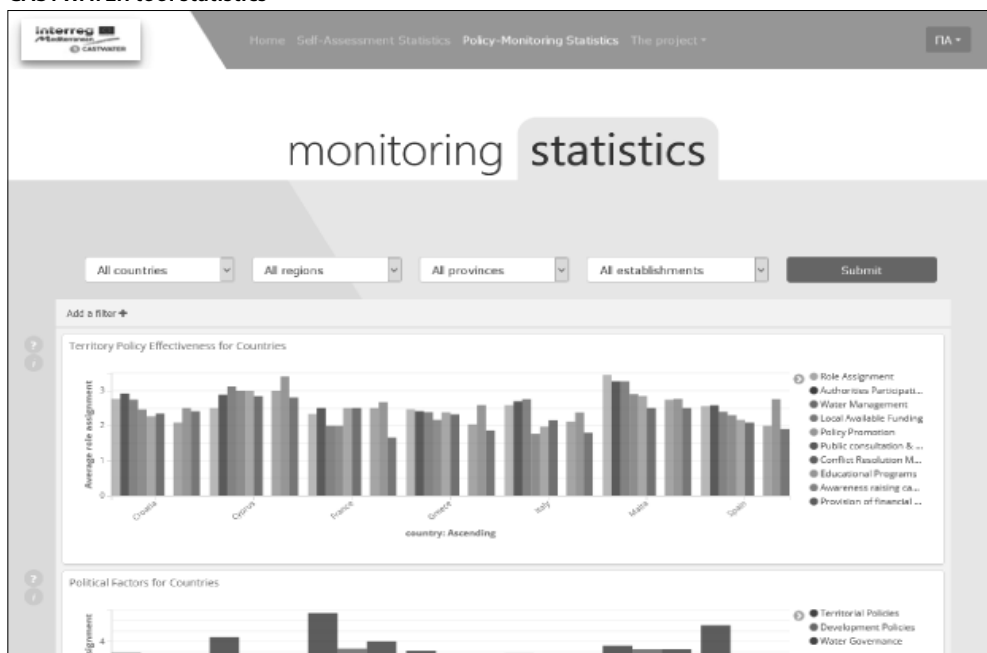 Interreg
Mediterranean
CASTWATER
Home Self-Assessment Statistics Policy-Monitoring Statistics The project
ΠΑ
monitoring statistics
All countries All regions All provinces All establishments Submit
Add a filter +
Territory Policy Effectiveness for Countries
Average role assignment
3
2
1
0
Croatia Cyprus France Greece Italy Malta Spain
country: Ascending
Role Assignment
Authorities Participati...
Water Management
Local Available Funding
Policy Promotion
Public consultation & ...
Conflict Resolution M...
Educational Programs
Awareness raising ca...
Provision of financial ...
Political Factors for Countries
4
Territorial Policies
Development Policies
Water Governance